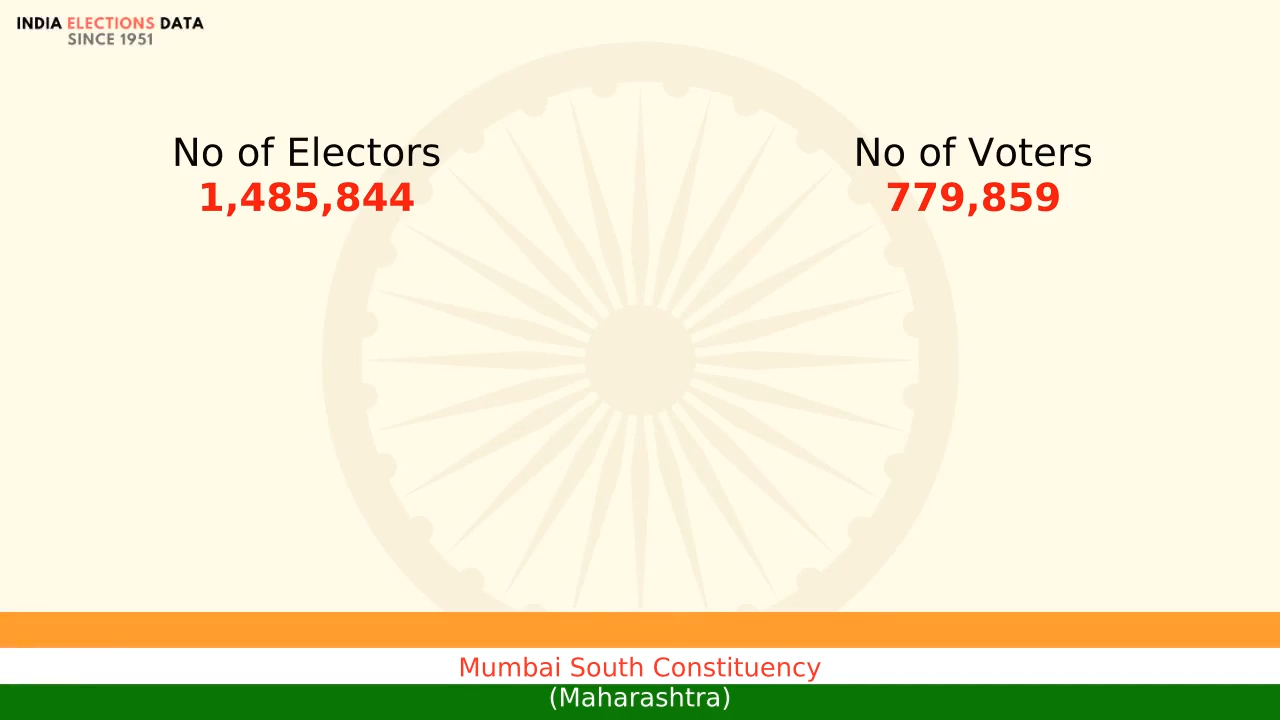 INDIA ELECTIONS DATA
SINCE 1951
No of Electors
1,485,844
No of Voters
779,859
Mumbai South Constituency
(Maharashtra)